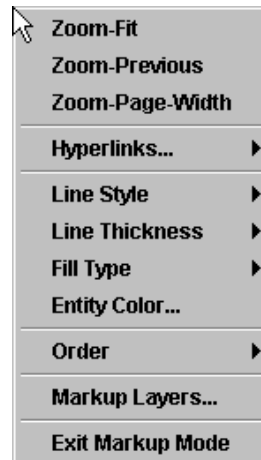 Zoom-Fit
Zoom-Previous
Zoom-Page-Width
Hyperlinks...
Line Style
Line Thickness
Fill Type
Entity Color...
Order
Markup Layers...
Exit Markup Mode